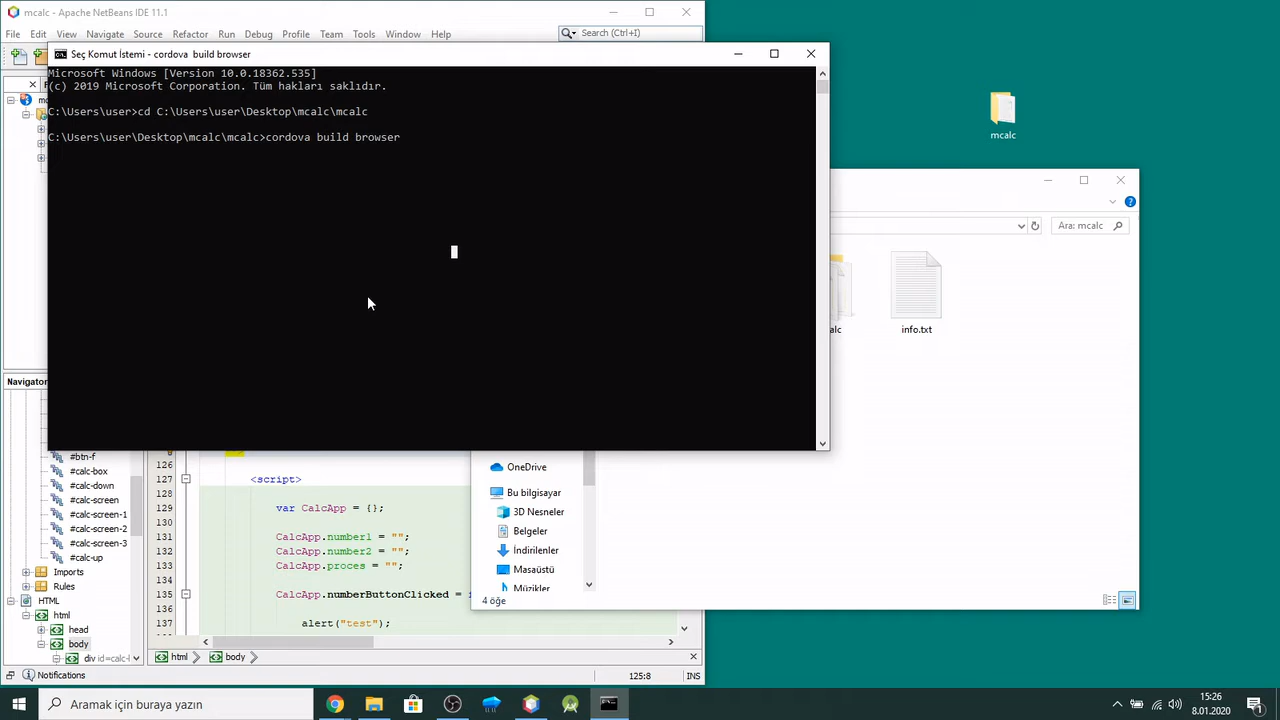 mcalc - Apache NetBeans IDE 11.1
File Edit View Navigate Source Refactor Run Debug Profile Team Tools Window Help
Search (Ctrl+I)
Seç Komut İstemi - cordova  build browser
Microsoft Windows [Version 10.0.18362.535]
(c) 2019 Microsoft Corporation. Tüm hakları saklıdır.
C:\Users\user>cd C:\Users\user\Desktop\mcalc\mcalc
C:\Users\user\Desktop\mcalc\mcalc>cordova build browser
mcalc
Ara: mcalc
info.txt
Navigator
#btn-f
#calc-box
#calc-down
#calc-screen
#calc-screen-1
#calc-screen-2
#calc-screen-3
#calc-up
Imports
Rules
HTML
html
head
body
div
126
127 <script>
128
129 var CalcApp = {};
130
131 CalcApp.number1 = "";
132 CalcApp.number2 = "";
133 CalcApp.proces = "";
134
135 CalcApp.numberButtonClicked =
136
137 alert("test");
html body
Notifications
125:8 INS
OneDrive
Bu bilgisayar
3D Nesneler
Belgeler
İndirilenler
Masaüstü
Müzikler
4 öğe
Aramak için buraya yazın
15:26
8.01.2020